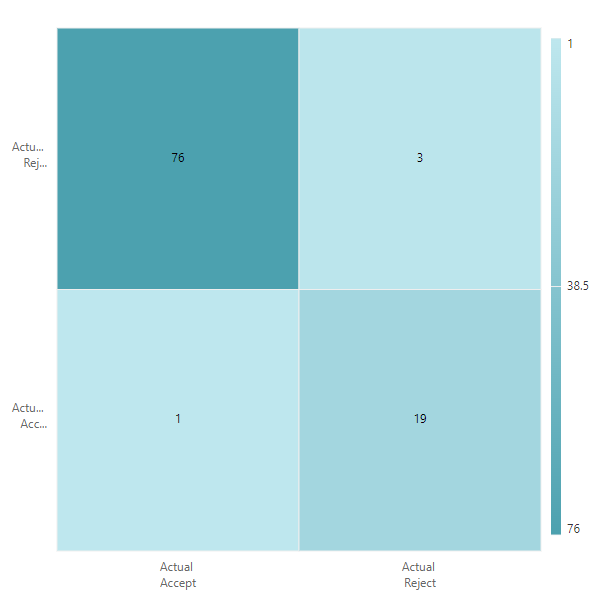 1
Actu...
Rej...
76
3
38.5
Actu...
Acc...
1
19
76
Actual
Accept
Actual
Reject